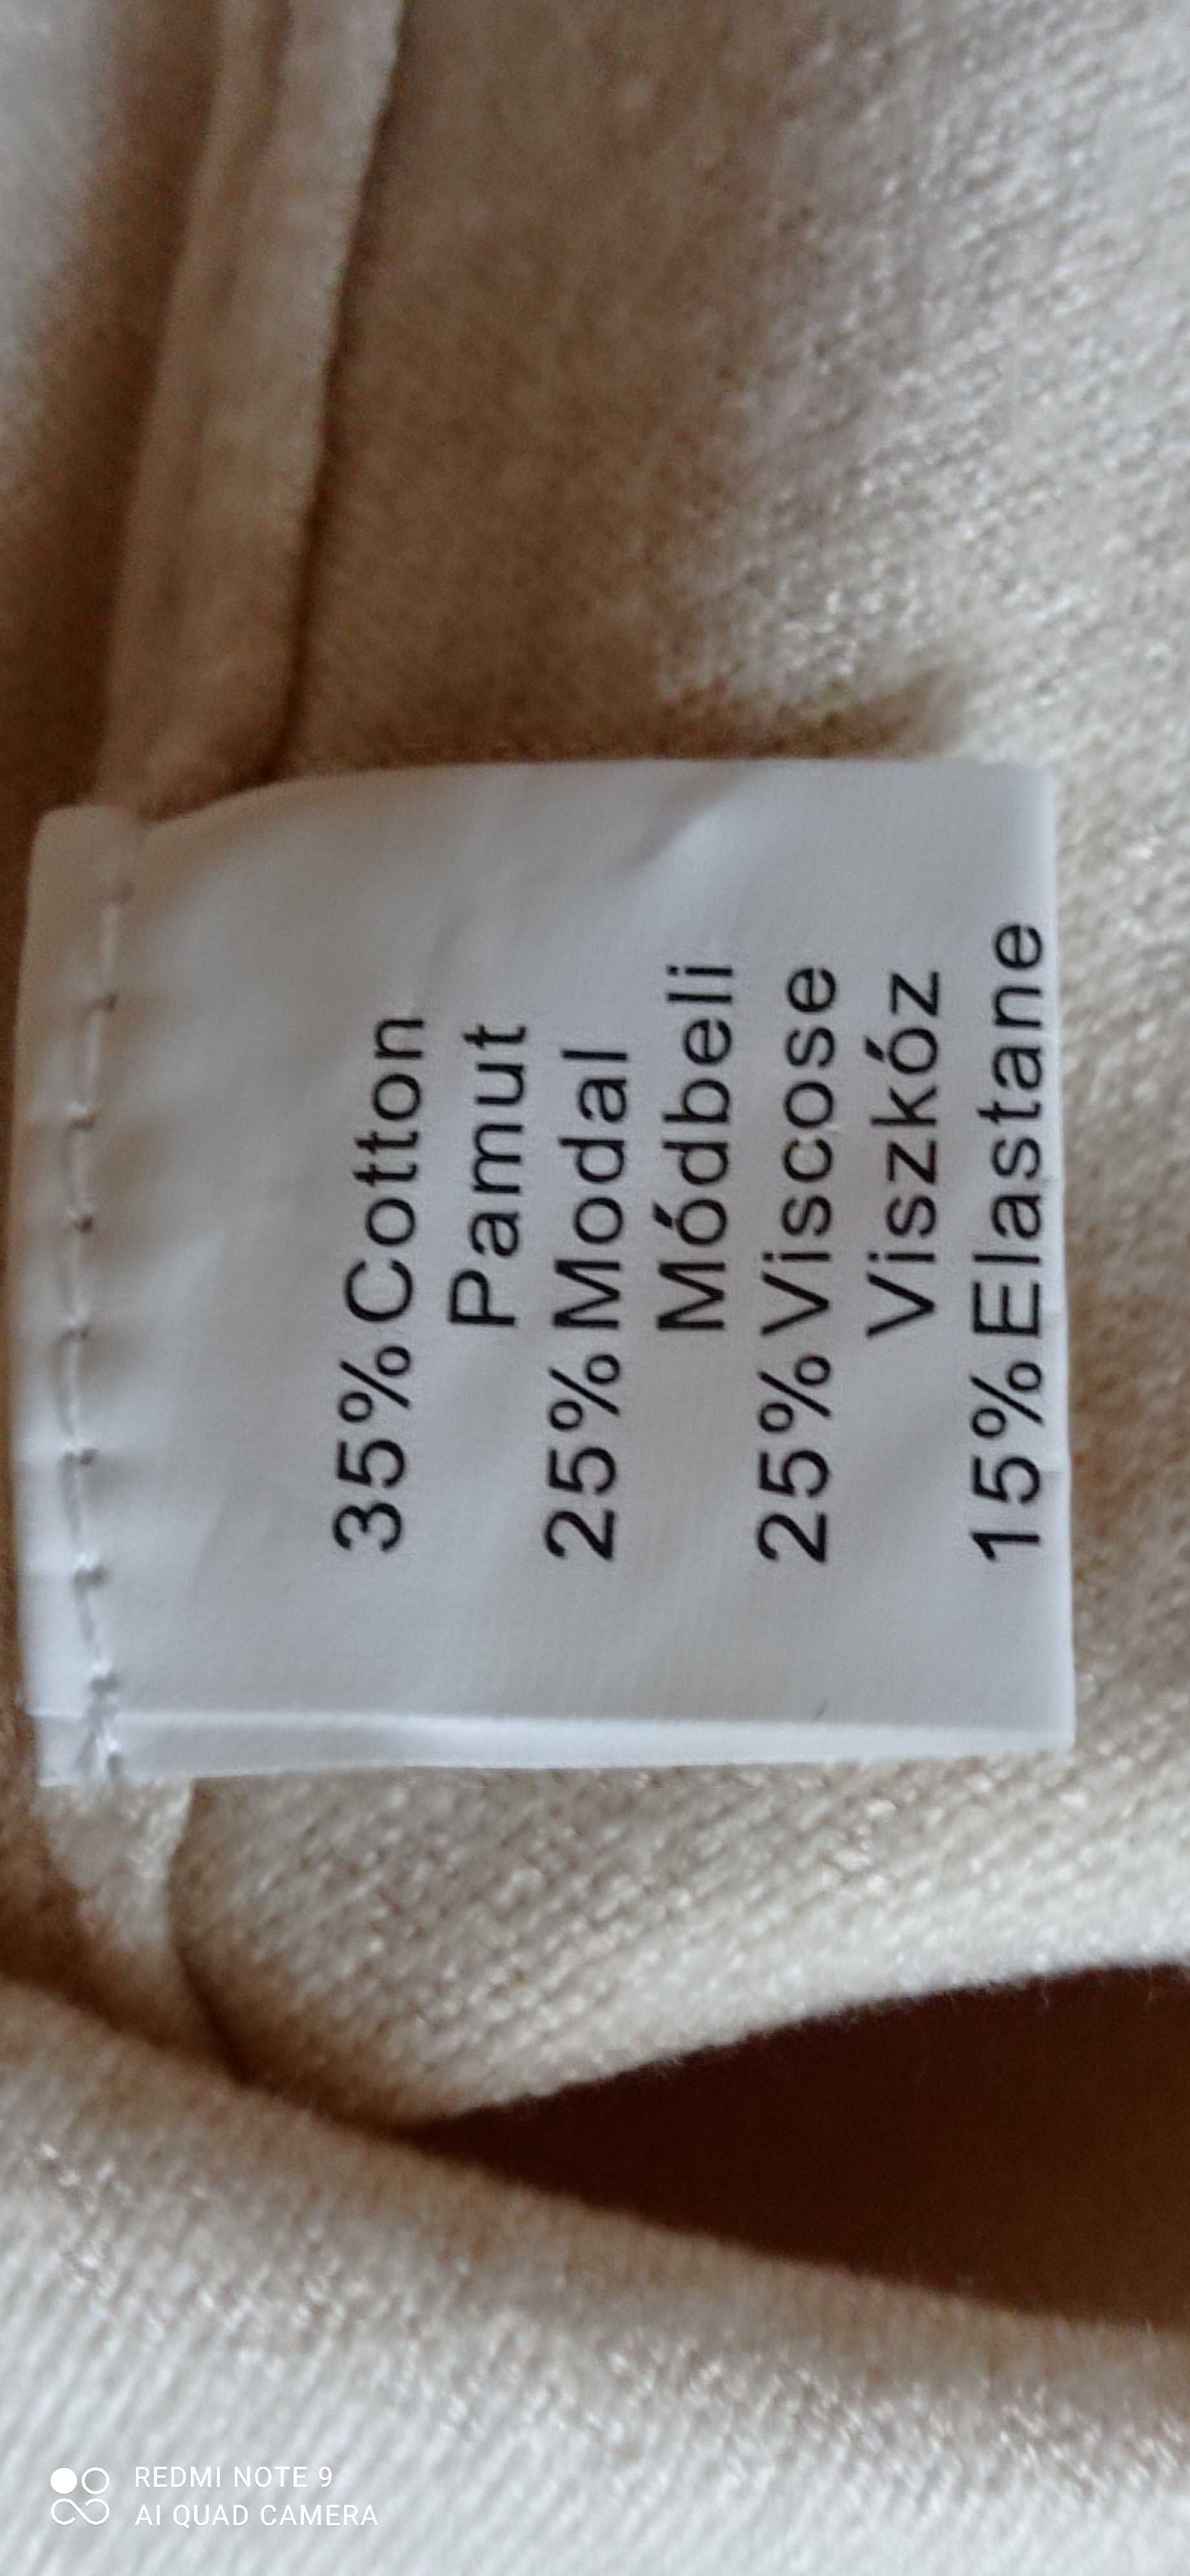 35%Cotton
Pamut
25%Modal
Módbeli
25%Viscose
Viszkóz
15%Elastane
REDMI NOTE 9
AI QUAD CAMERA